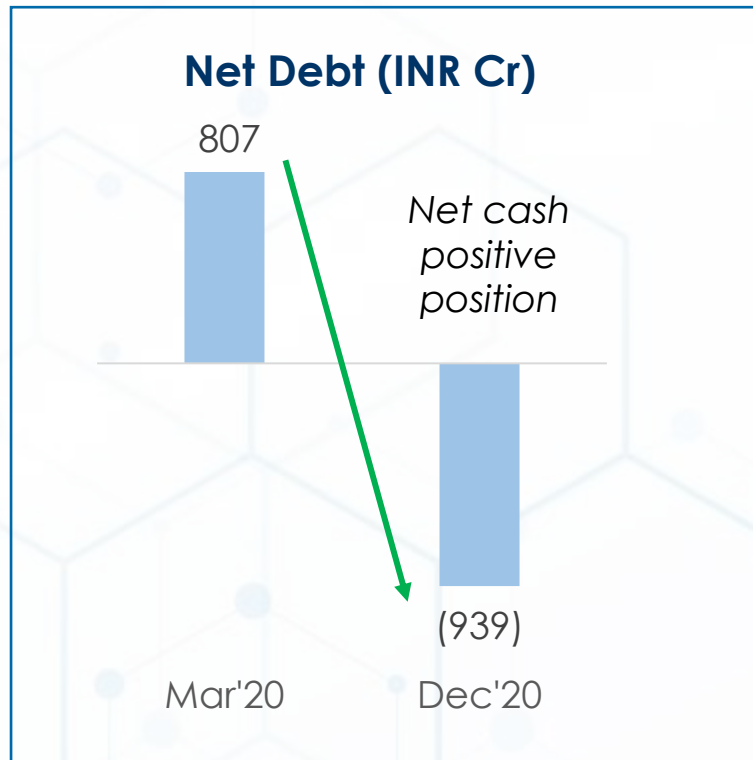 Net Debt (INR Cr)
807
Net cash
positive
position
(939)
Mar'20
Dec'20